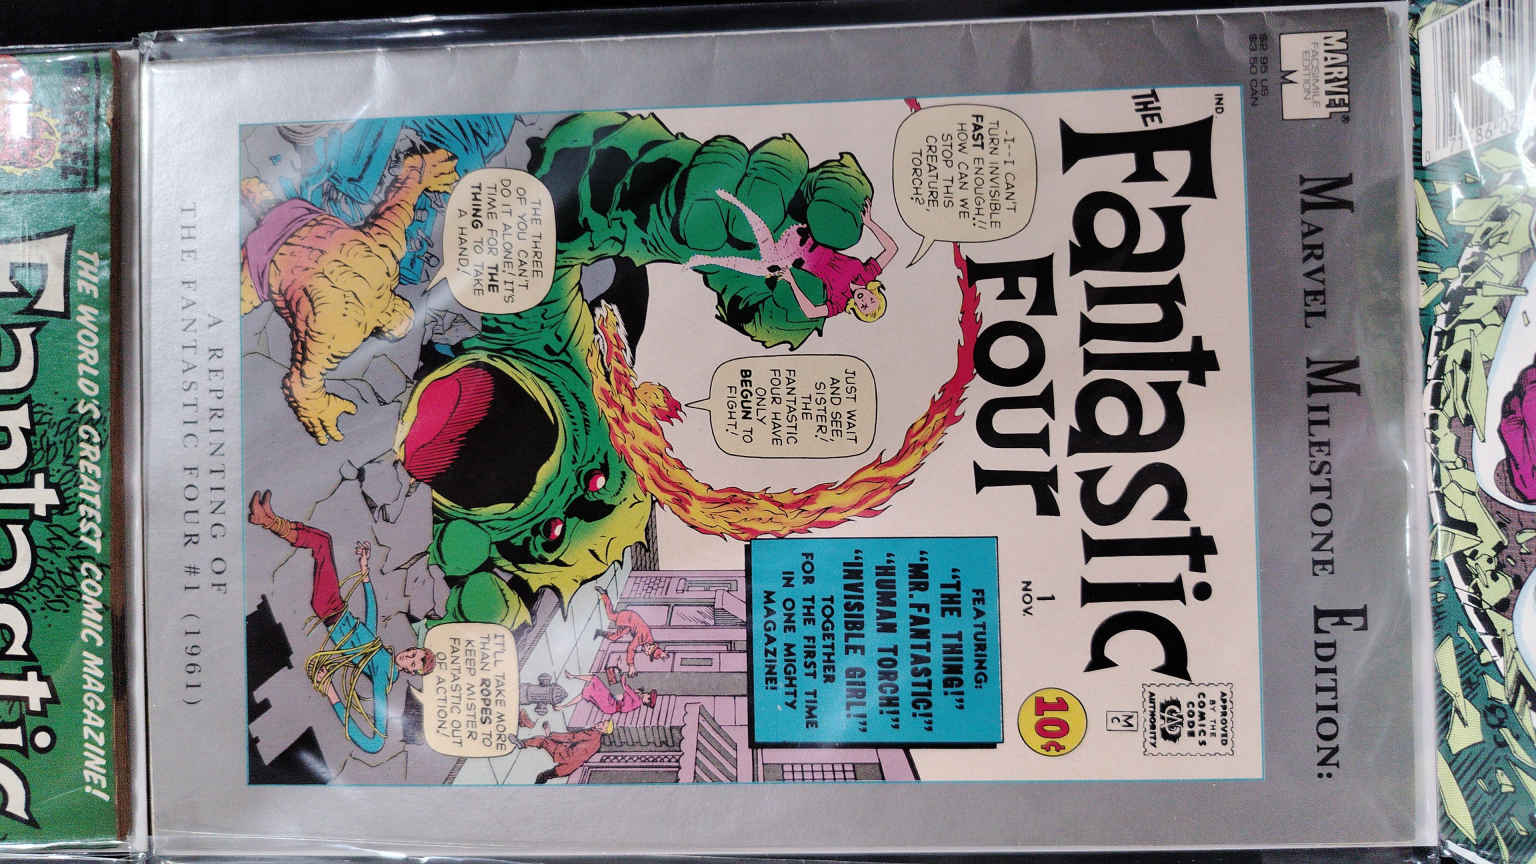 MARVEL®
FACSIMILE
EDITION
M
$2.95 US
$3.50 CAN
MARVEL MILESTONE EDITION:
IND
THE
Fantastic
Four
1
NOV.
10¢
APPROVED
BY THE
COMICS
CODE
AUTHORITY
MC
-I--I CAN'T
TURN INVISIBLE
FAST ENOUGH!!
HOW CAN WE
STOP THIS
CREATURE,
TORCH?
JUST WAIT
AND SEE,
SISTER!
THE
FANTASTIC
FOUR HAVE
ONLY
BEGUN TO
FIGHT!
FEATURING:
"THE THING!"
"MR. FANTASTIC!"
"HUMAN TORCH!"
"INVISIBLE GIRL!"
TOGETHER
FOR THE FIRST TIME
IN ONE MIGHTY
MAGAZINE!
THE THREE
OF YOU CAN'T
DO IT ALONE! IT'S
TIME FOR THE
THING TO TAKE
A HAND!
IT'LL TAKE MORE
THAN ROPES TO
KEEP MISTER
FANTASTIC OUT
OF ACTION!
A REPRINTING OF
THE FANTASTIC FOUR #1 (1961)
THE WORLD'S GREATEST COMIC MAGAZINE!
Fantastic